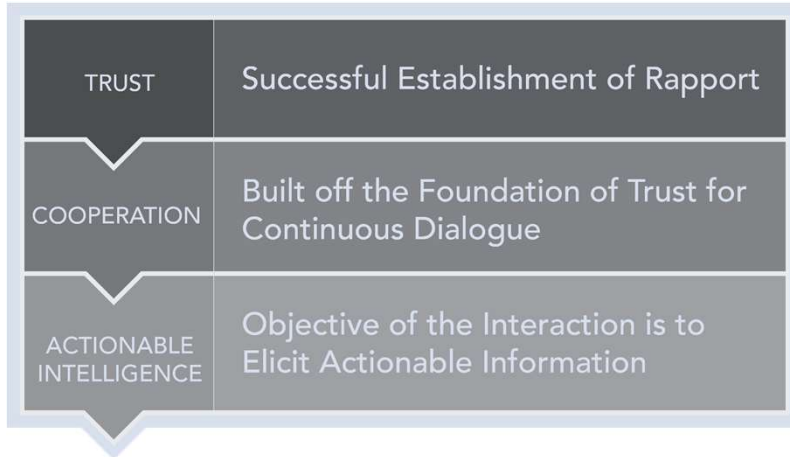 TRUST
Successful Establishment of Rapport
COOPERATION
Built off the Foundation of Trust for
Continuous Dialogue
ACTIONABLE
INTELLIGENCE
Objective of the Interaction is to
Elicit Actionable Information